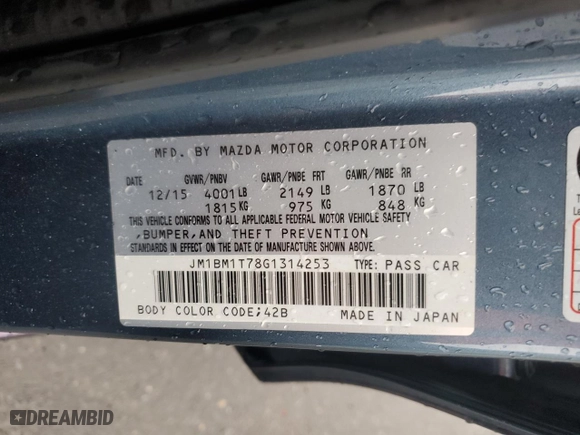 MFD. BY MAZDA MOTOR CORPORATION
DATE GVWR/PNBV GAWR/PNBE FRT GAWR/PNBE RR
12/15 4001 LB 2149 LB 1870 LB
1815 KG 975 KG 848 KG
THIS VEHICLE CONFORMS TO ALL APPLICABLE FEDERAL MOTOR VEHICLE SAFETY
,BUMPER,AND THEFT PREVENTION
STANDARDS IN EFFECT ON THE DATE OF MANUFACTURE SHOWN ABOVE.
JM1BM1T78G1314253 TYPE: PASS CAR
BODY COLOR CODE;42B MADE IN JAPAN
DREAMBID